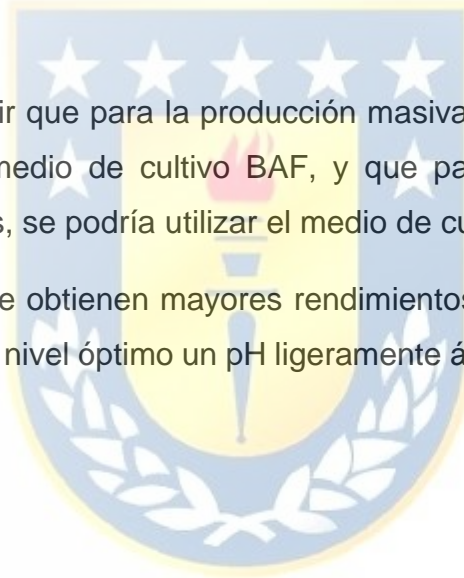 ir que para la producción masiva
medio de cultivo BAF, y que pa
s, se podría utilizar el medio de cu
e obtienen mayores rendimientos
nivel óptimo un pH ligeramente á